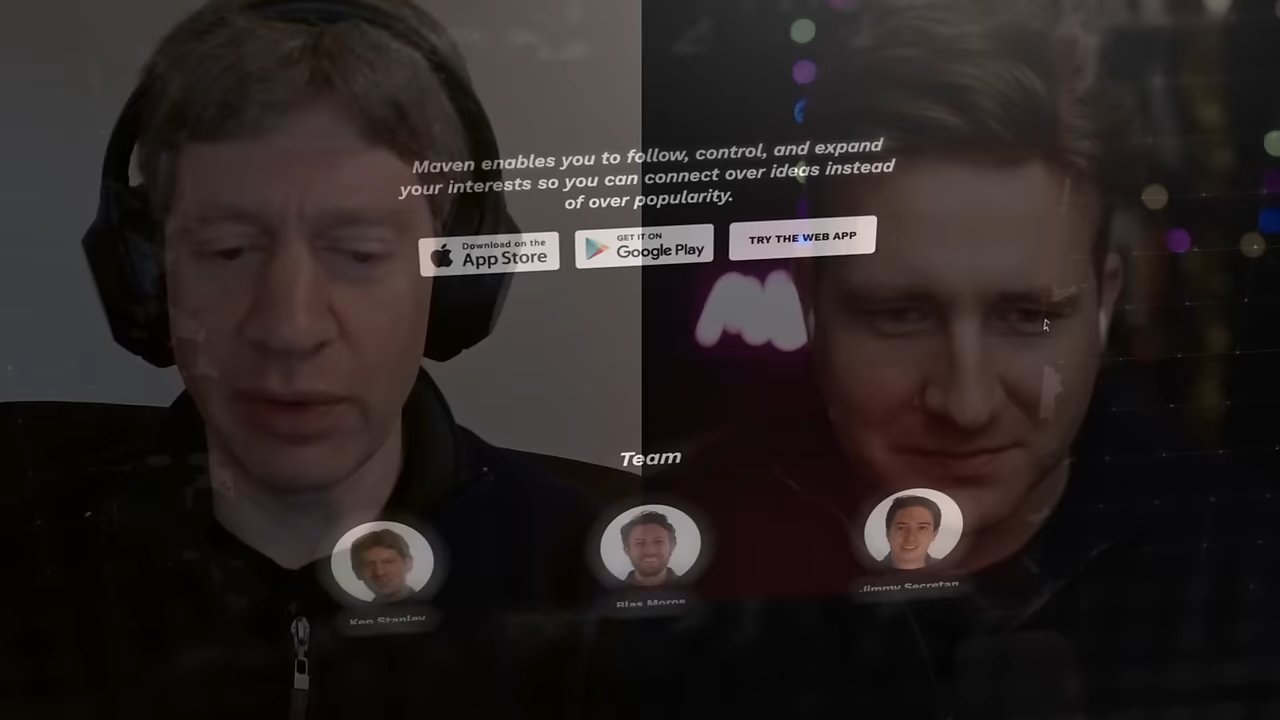 Maven enables you to follow, control, and expand
your interests so you can connect over ideas instead
of over popularity.
Download on the
App Store
GET IT ON
Google Play
TRY THE WEB APP
Team
Ken Stanley
Blas Moros
Jimmy Secretan